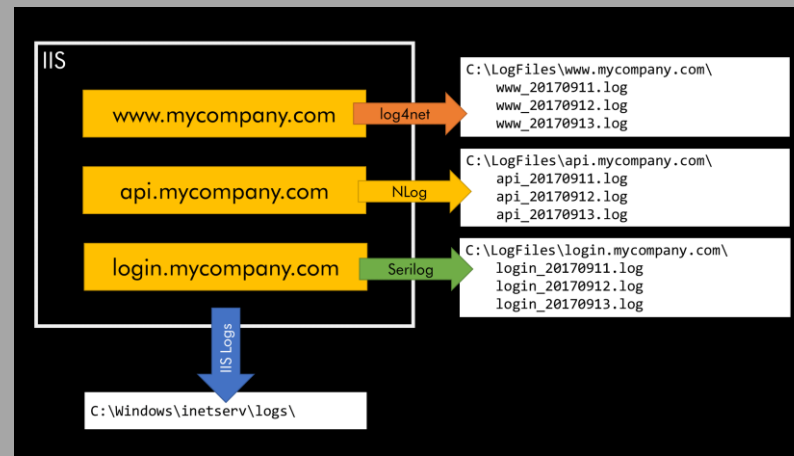 IIS
www.mycompany.com
log4net
C:\LogFiles\www.mycompany.com\
www_20170911.log
www_20170912.log
www_20170913.log
api.mycompany.com
NLog
C:\LogFiles\api.mycompany.com\
api_20170911.log
api_20170912.log
api_20170913.log
login.mycompany.com
Serilog
C:\LogFiles\login.mycompany.com\
login_20170911.log
login_20170912.log
login_20170913.log
IIS Logs
C:\Windows\inetserv\logs\